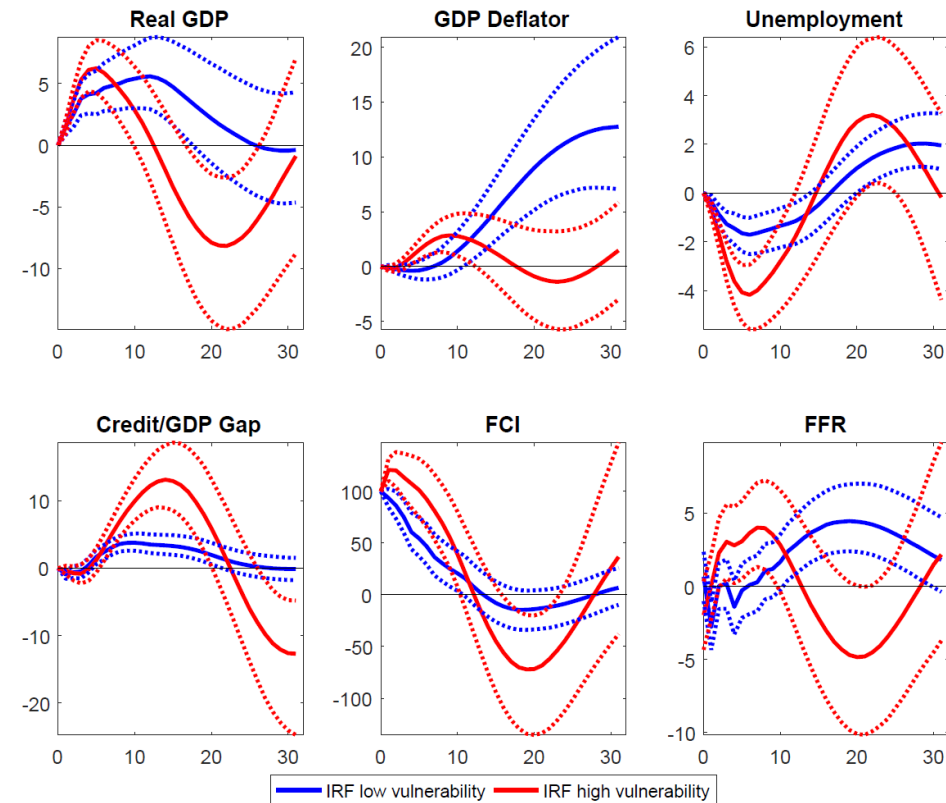 Real GDP
5
0
-5
-10
0 10 20 30
GDP Deflator
20
15
10
5
0
-5
0 10 20 30
Unemployment
6
4
2
0
-2
-4
0 10 20 30
Credit/GDP Gap
10
0
-10
-20
0 10 20 30
FCI
100
50
0
-50
-100
0 10 20 30
FFR
5
0
-5
-10
0 10 20 30
IRF low vulnerability IRF high vulnerability